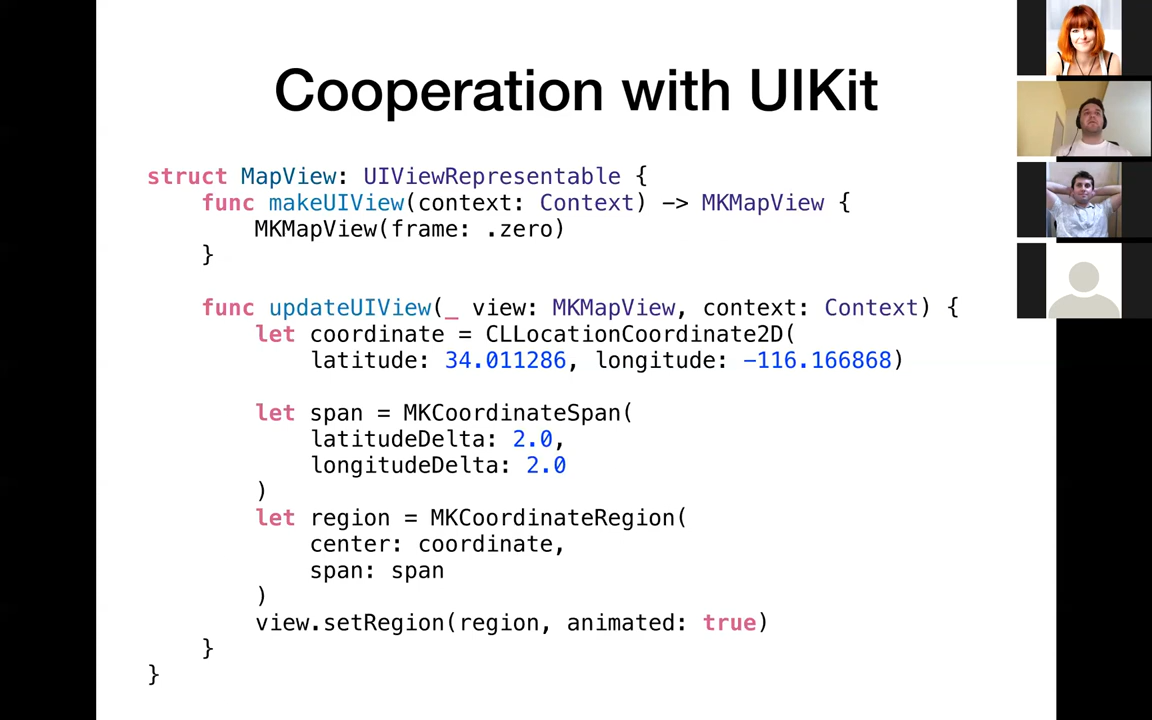 Cooperation with UIKit
struct MapView: UIViewRepresentable {
func makeUIView(context: Context) -> MKMapView {
MKMapView(frame: .zero)
}
func updateUIView(_ view: MKMapView, context: Context) {
let coordinate = CLLocationCoordinate2D(
latitude: 34.011286, longitude: -116.166868)
let span = MKCoordinateSpan(
latitudeDelta: 2.0,
longitudeDelta: 2.0
)
let region = MKCoordinateRegion(
center: coordinate,
span: span
)
view.setRegion(region, animated: true)
}
}